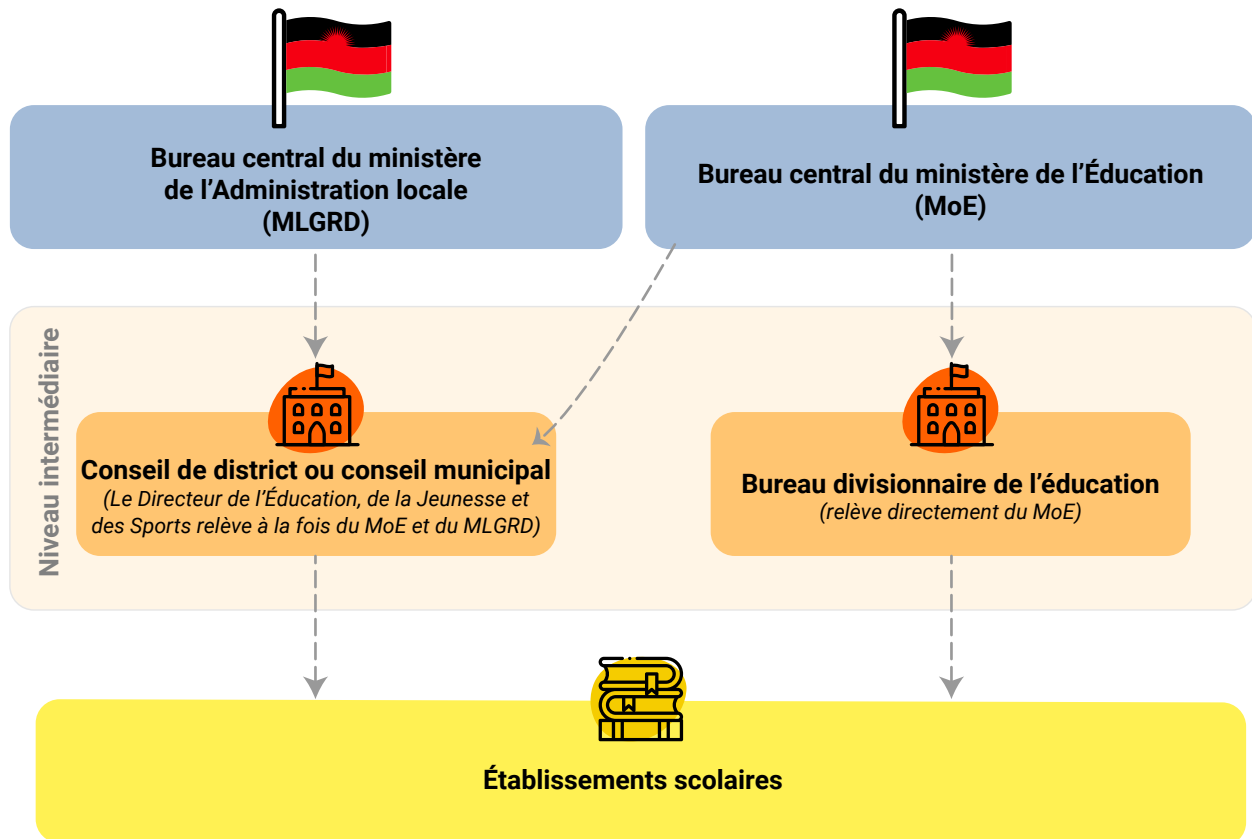 Bureau central du ministère
de l’Administration locale
(MLGRD)
Bureau central du ministère de l’Éducation
(MoE)
Niveau intermédiaire
Conseil de district ou conseil municipal
(Le Directeur de l’Éducation, de la Jeunesse et
des Sports relève à la fois du MoE et du MLGRD)
Bureau divisionnaire de l’éducation
(relève directement du MoE)
Établissements scolaires